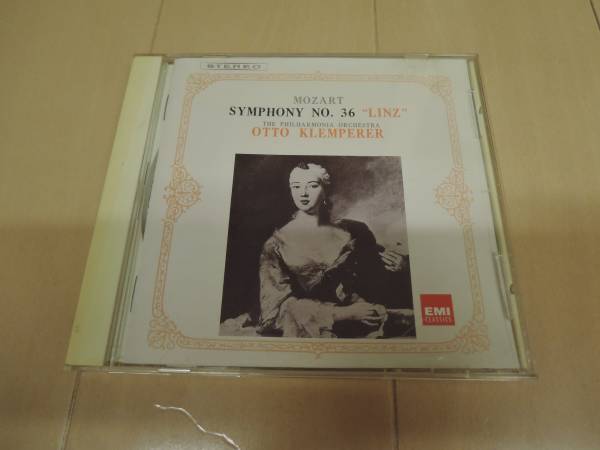 STEREO
MOZART
SYMPHONY NO. 36 "LINZ"
THE PHILHARMONIA ORCHESTRA
OTTO KLEMPERER
EMI
CLASSICS